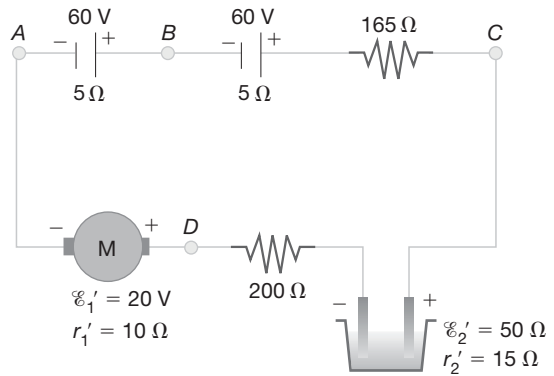 60 V
60 V
165 Ω
A
B
C
− +
− +
5 Ω
5 Ω
− +
D
M
200 Ω
− +
ℰ₁′ = 20 V
r₁′ = 10 Ω
ℰ₂′ = 50 Ω
r₂′ = 15 Ω